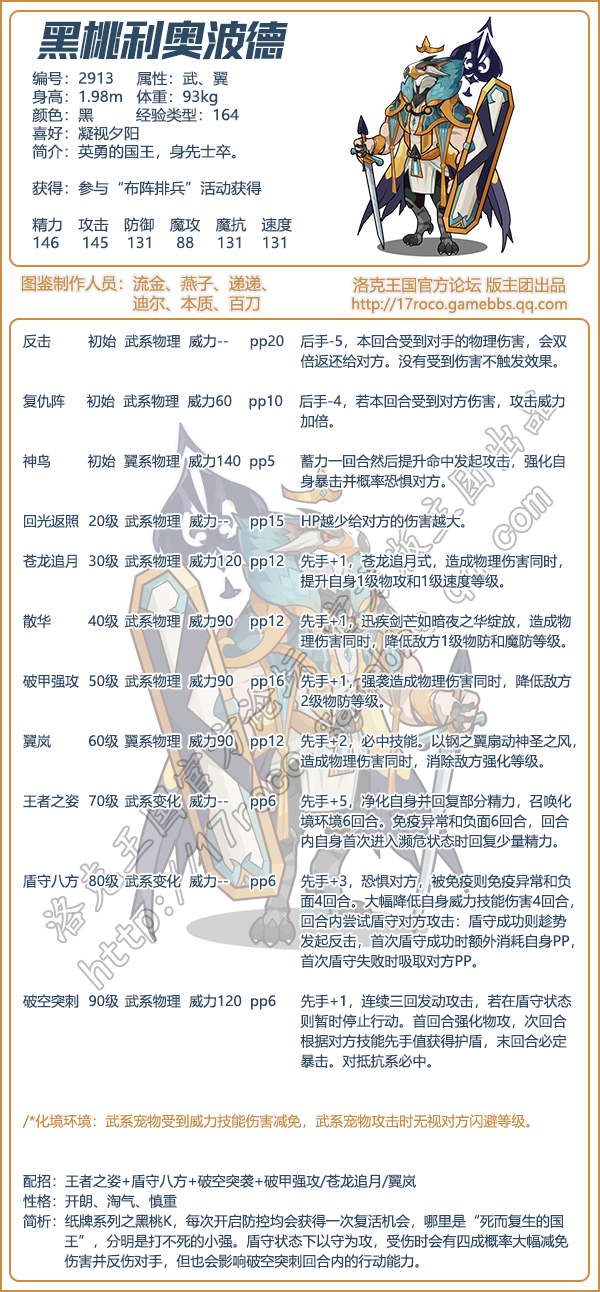 黑桃利奥波德
编号：2913 属性：武、翼
身高：1.98m 体重：93kg
颜色：黑 经验类型：164
喜好：凝视夕阳
简介：英勇的国王，身先士卒。
获得：参与“布阵排兵”活动获得
精力 攻击 防御 魔攻 魔抗 速度
146 145 131 88 131 131
图鉴制作人员：流金、燕子、递递、
迪尔、本质、百刀
洛克王国官方论坛 版主团出品
http://17roco.gamebbs.qq.com
反击 初始 武系物理 威力-- pp20 后手-5，本回合受到对手的物理伤害，会双
倍返还给对方。没有受到伤害不触发效果。
复仇阵 初始 武系物理 威力60 pp10 后手-4，若本回合受到对方伤害，攻击威力
加倍。
神鸟 初始 翼系物理 威力140 pp5 蓄力一回合然后提升命中发起攻击，强化自
身暴击并概率恐惧对方。
回光返照 20级 武系物理 威力-- pp15 HP越少给对方的伤害越大。
苍龙追月 30级 武系物理 威力120 pp12 先手+1，苍龙追月式，造成物理伤害同时，
提升自身1级物攻和1级速度等级。
散华 40级 武系物理 威力90 pp12 先手+1，迅疾剑芒如暗夜之华绽放，造成物
理伤害同时，降低敌方1级物防和魔防等级。
破甲强攻 50级 武系物理 威力90 pp16 先手+1，强袭造成物理伤害同时，降低敌方
2级物防等级。
翼岚 60级 翼系物理 威力90 pp12 先手+2，必中技能。以钢之翼扇动神圣之风，
造成物理伤害同时，消除敌方强化等级。
王者之姿 70级 武系变化 威力-- pp6 先手+5，净化自身并回复部分精力，召唤化
境环境6回合。免疫异常和负面6回合，回合
内自身首次进入濒危状态时回复少量精力。
盾守八方 80级 武系变化 威力-- pp6 先手+3，恐惧对方，被免疫则免疫异常和负
面4回合。大幅降低自身威力技能伤害4回合，
回合内尝试盾守对方攻击：盾守成功则趁势
发起反击，首次盾守成功时额外消耗自身PP，
首次盾守失败时吸取对方PP。
破空突刺 90级 武系物理 威力120 pp6 先手+1，连续三回发动攻击，若在盾守状态
则暂时停止行动。首回合强化物攻，次回合
根据对方技能先手值获得护盾，末回合必定
暴击。对抵抗系必中。
/*化境环境：武系宠物受到威力技能伤害减免，武系宠物攻击时无视对方闪避等级。
配招：王者之姿+盾守八方+破空突袭+破甲强攻/苍龙追月/翼岚
性格：开朗、淘气、慎重
简析：纸牌系列之黑桃K，每次开启防控均会获得一次复活机会，哪里是“死而复生的国
王”，分明是打不死的小强。盾守状态下以守为攻，受伤时会有四成概率大幅减免
伤害并反伤对手，但也会影响破空突刺回合内的行动能力。
洛克王国官方论坛版主团出品
http://17roco.gamebbs.qq.com